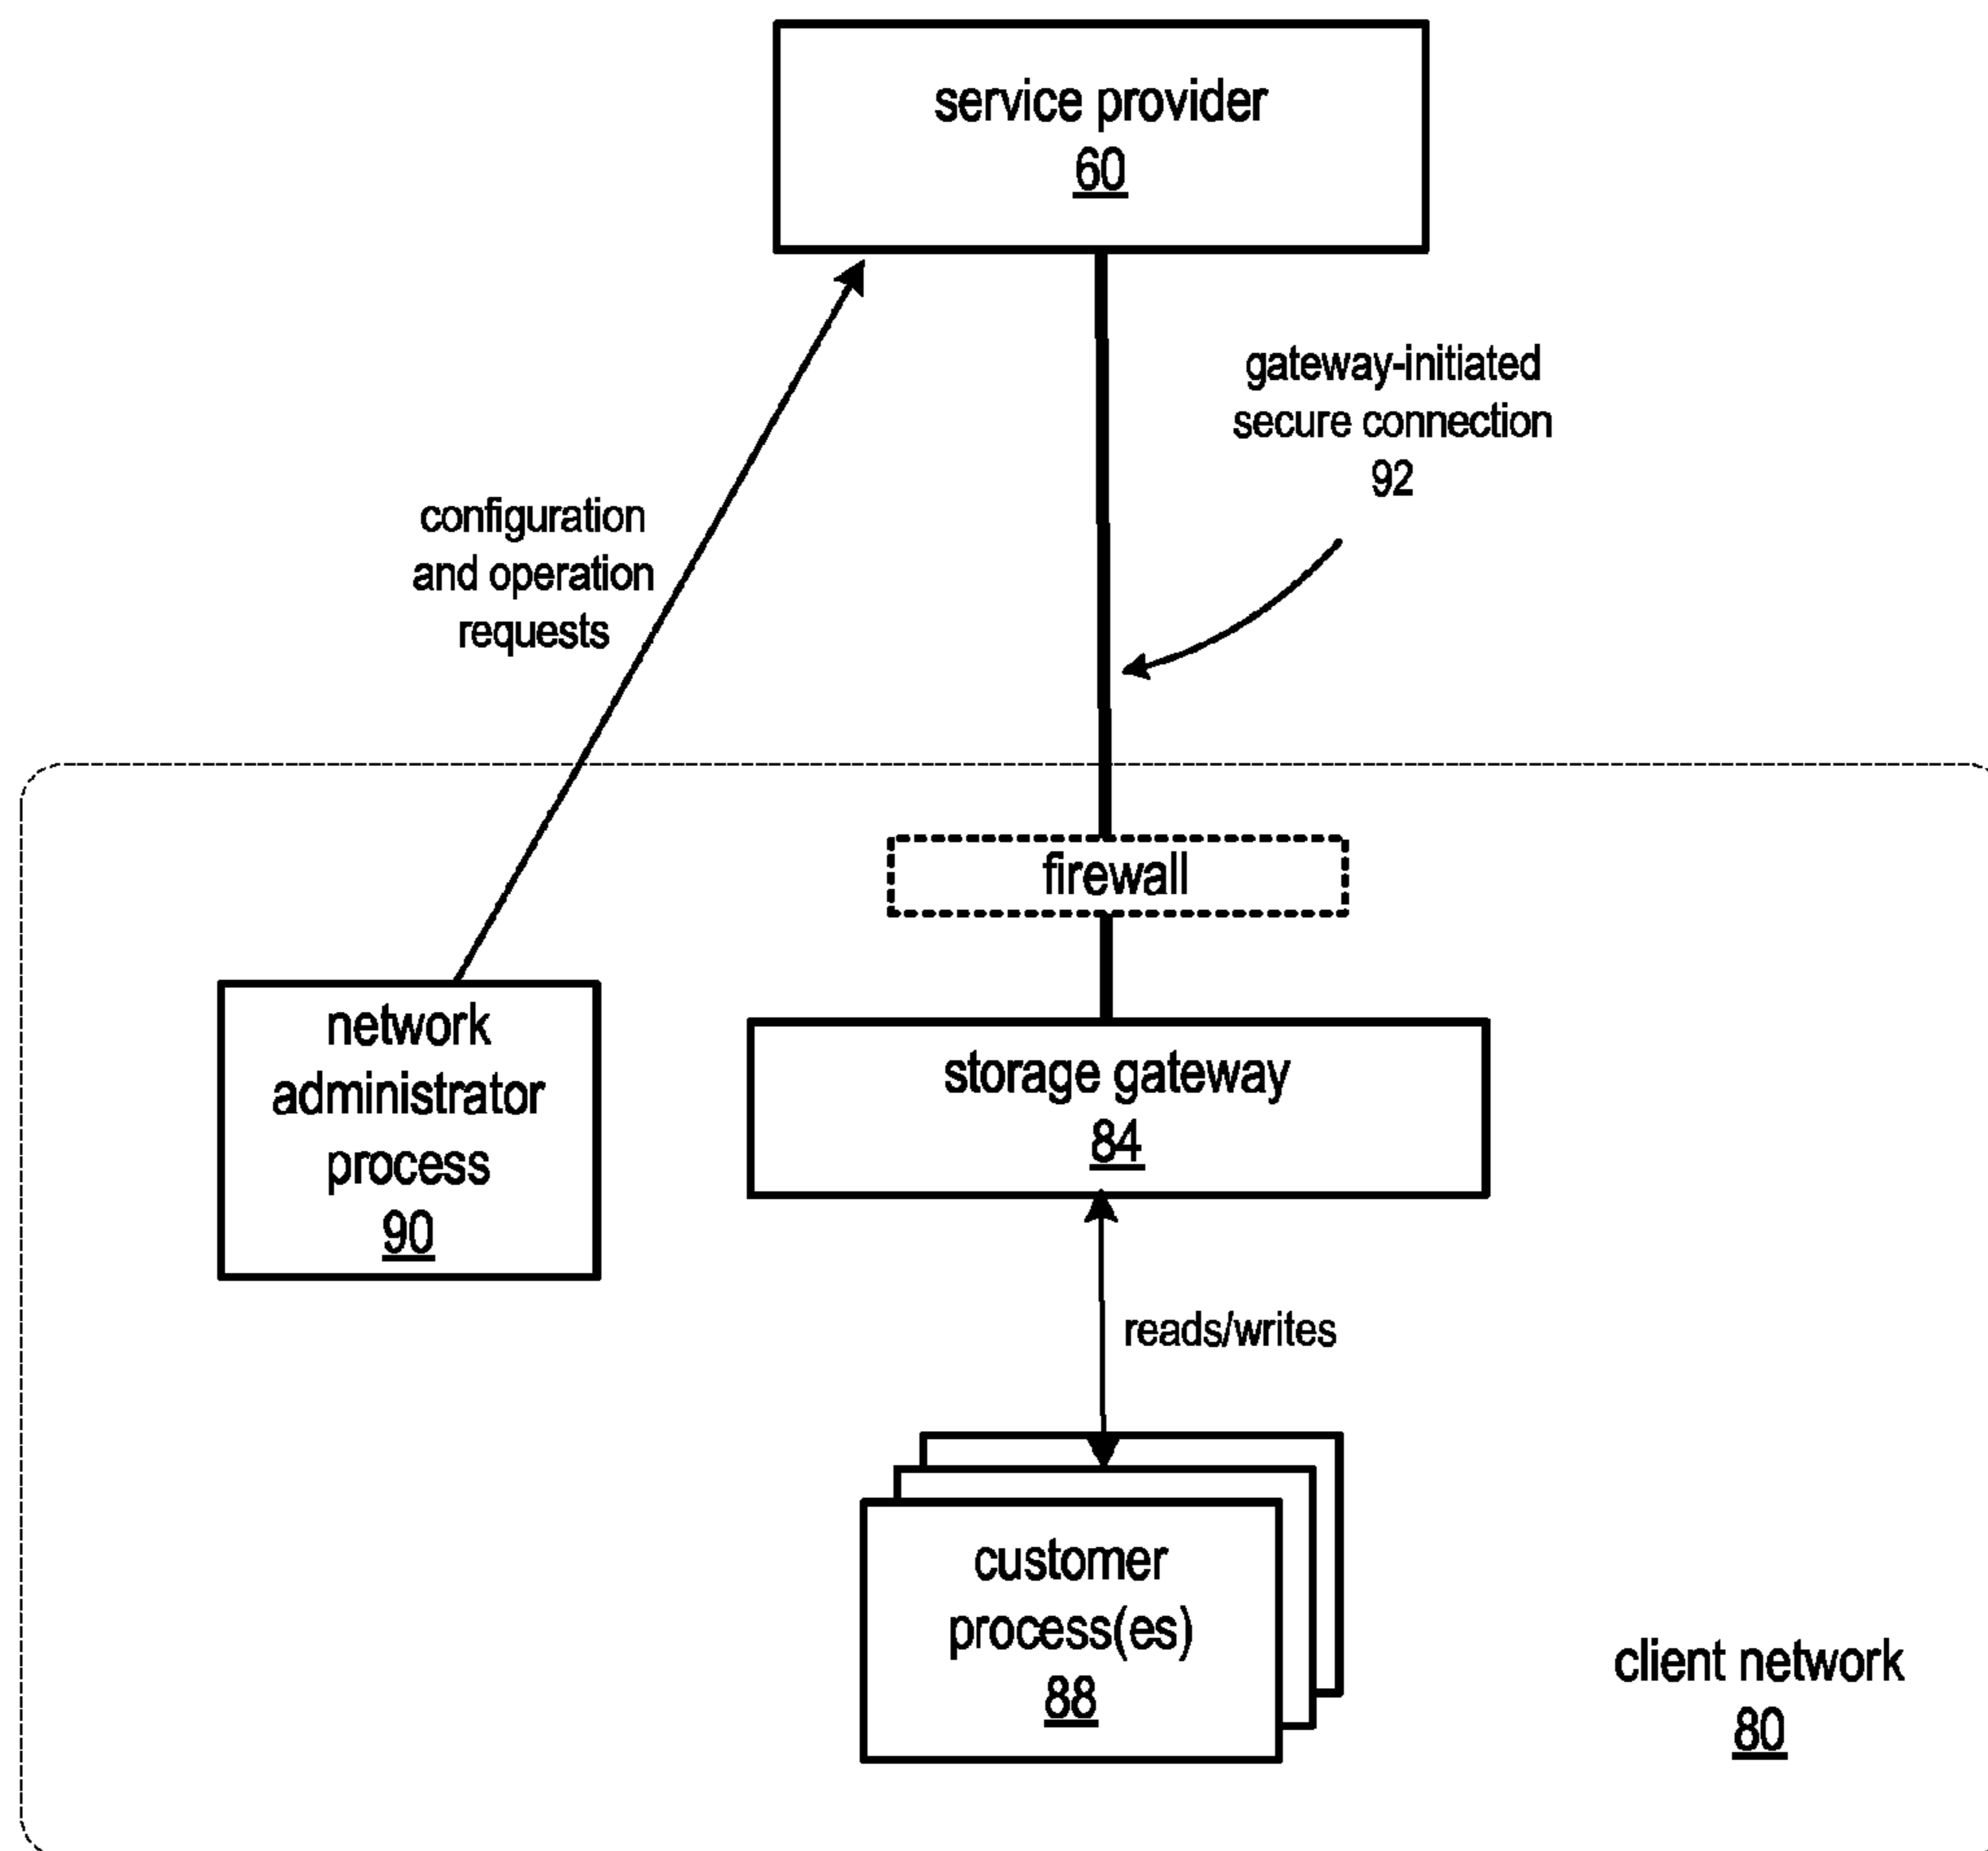 service provider
60
gateway-initiated
secure connection
92
configuration
and operation
requests
firewall
network
administrator
process
90
storage gateway
84
reads/writes
customer
process(es)
88
client network
80